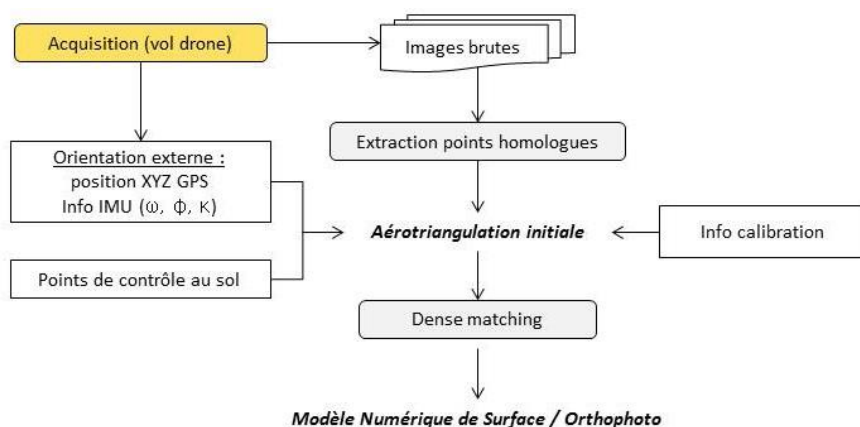 Acquisition (vol drone)
Images brutes
Extraction points homologues
Orientation externe :
position XYZ GPS
Info IMU (ω, Φ, Κ)
Aérotriangulation initiale
Info calibration
Points de contrôle au sol
Dense matching
Modèle Numérique de Surface / Orthophoto